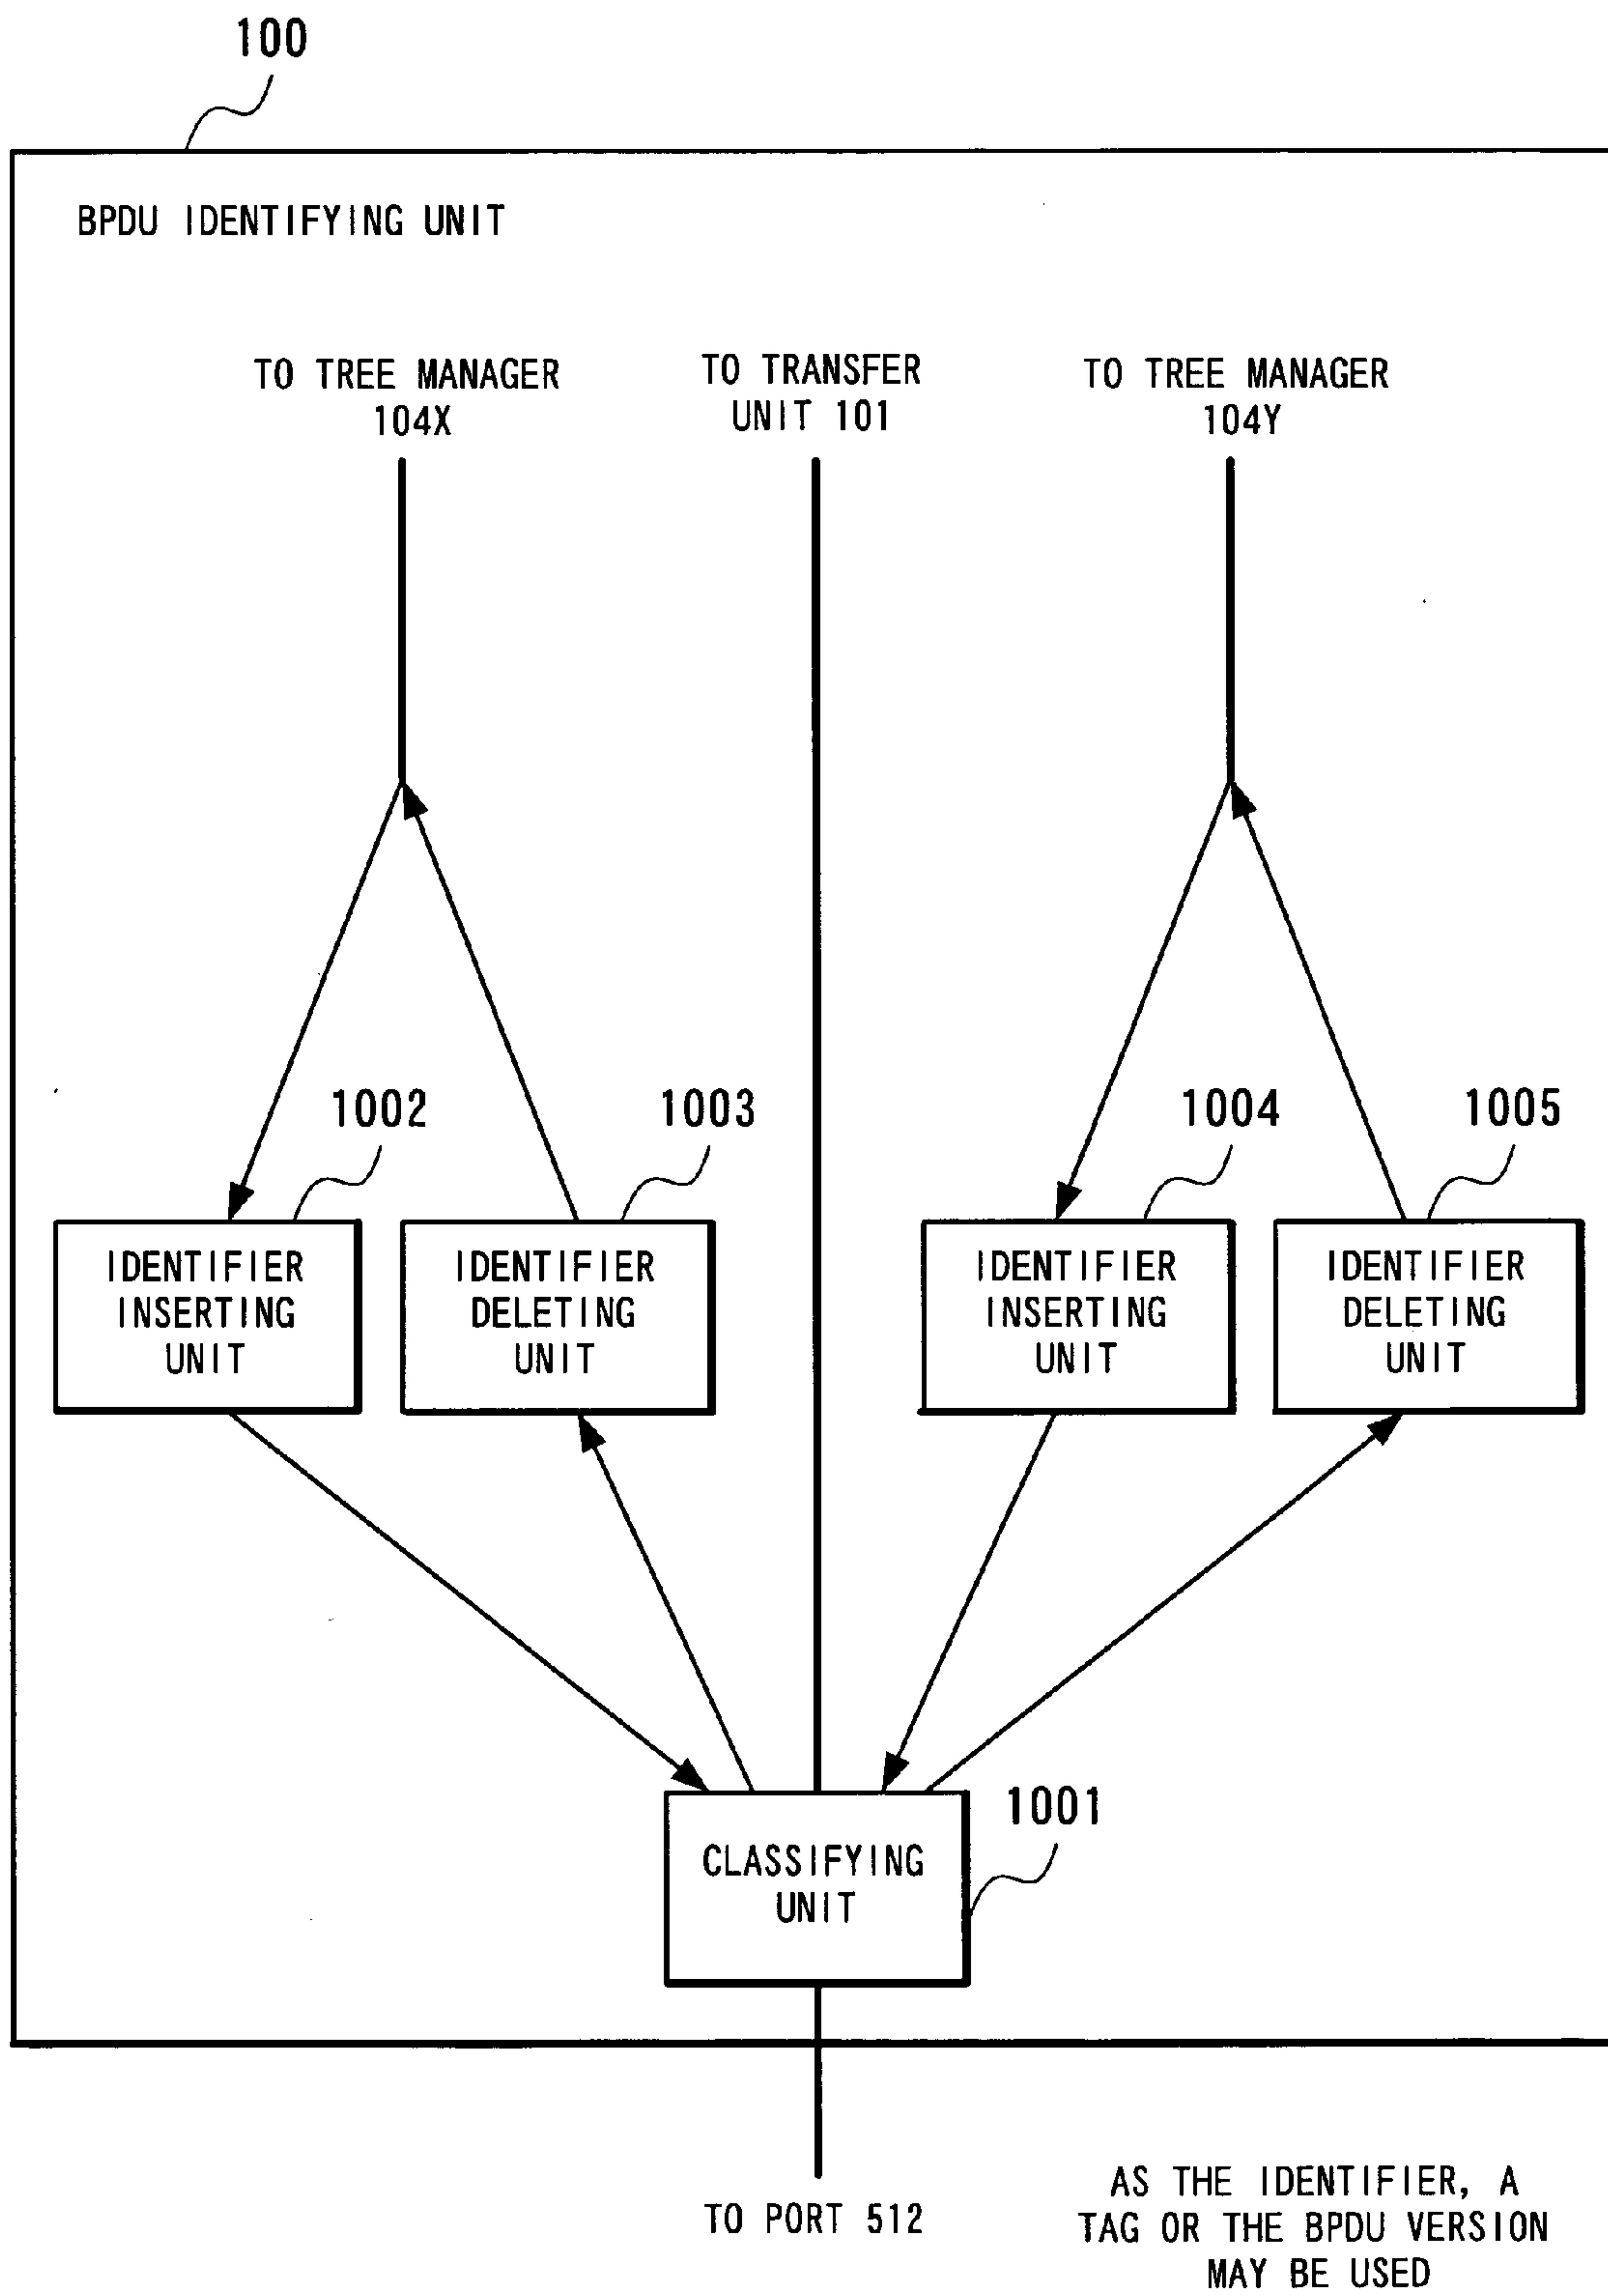 100
BPDU IDENTIFYING UNIT
TO TREE MANAGER
104X
TO TRANSFER
UNIT 101
TO TREE MANAGER
104Y
1002
1003
1004
1005
IDENTIFIER
INSERTING
UNIT
IDENTIFIER
DELETING
UNIT
IDENTIFIER
INSERTING
UNIT
IDENTIFIER
DELETING
UNIT
1001
CLASSIFYING
UNIT
TO PORT 512
AS THE IDENTIFIER, A
TAG OR THE BPDU VERSION
MAY BE USED